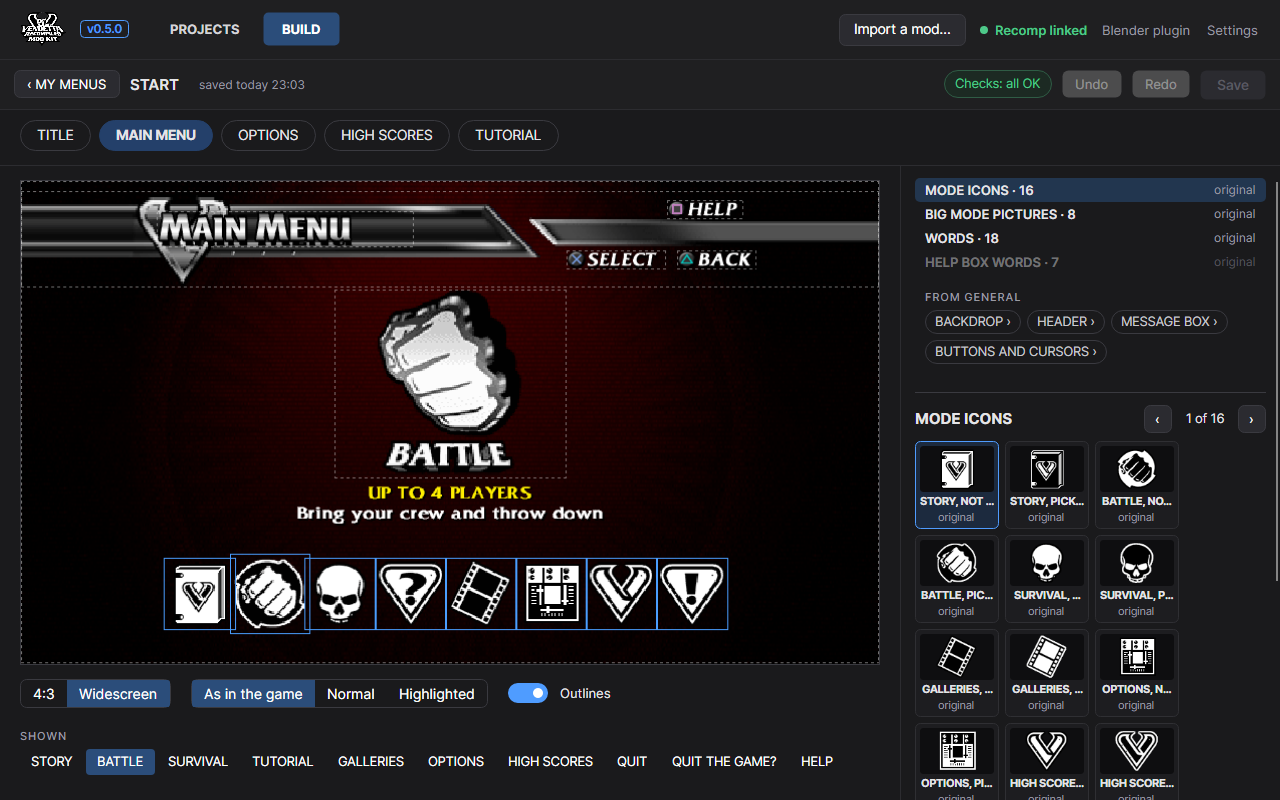 VENDETTA
MOD KIT
v0.5.0
PROJECTS
BUILD
Import a mod...
Recomp linked
Blender plugin
Settings
‹ MY MENUS
START
saved today 23:03
Checks: all OK
Undo
Redo
Save
TITLE
MAIN MENU
OPTIONS
HIGH SCORES
TUTORIAL
MAIN MENU
HELP
SELECT
BACK
BATTLE
UP TO 4 PLAYERS
Bring your crew and throw down
4:3
Widescreen
As in the game
Normal
Highlighted
Outlines
SHOWN
STORY
BATTLE
SURVIVAL
TUTORIAL
GALLERIES
OPTIONS
HIGH SCORES
QUIT
QUIT THE GAME?
HELP
MODE ICONS · 16
original
BIG MODE PICTURES · 8
original
WORDS · 18
original
HELP BOX WORDS · 7
original
FROM GENERAL
BACKDROP ›
HEADER ›
MESSAGE BOX ›
BUTTONS AND CURSORS ›
MODE ICONS
‹
1 of 16
›
STORY, NOT ...
original
STORY, PICK...
original
BATTLE, NO...
original
BATTLE, PIC...
original
SURVIVAL, ...
original
SURVIVAL, P...
original
GALLERIES, ...
original
GALLERIES, ...
original
OPTIONS, N...
original
OPTIONS, PI...
original
HIGH SCORE...
original
HIGH SCORE...
original